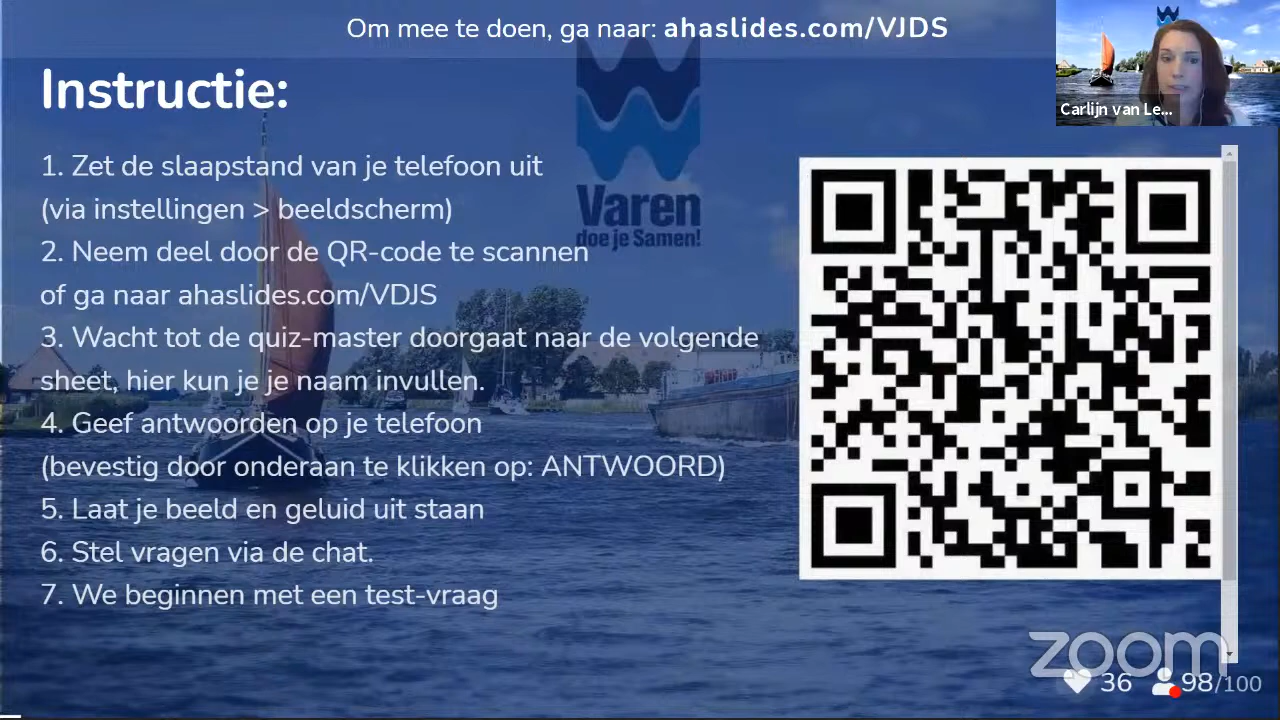 Om mee te doen, ga naar: ahaslides.com/VJDS
Instructie:
1. Zet de slaapstand van je telefoon uit
(via instellingen > beeldscherm)
2. Neem deel door de QR-code te scannen
of ga naar ahaslides.com/VDJS
3. Wacht tot de quiz-master doorgaat naar de volgende
sheet, hier kun je je naam invullen.
4. Geef antwoorden op je telefoon
(bevestig door onderaan te klikken op: ANTWOORD)
5. Laat je beeld en geluid uit staan
6. Stel vragen via de chat.
7. We beginnen met een test-vraag
Varen
doe je Samen!
Carlijn van Le...
zoom
36 98/100